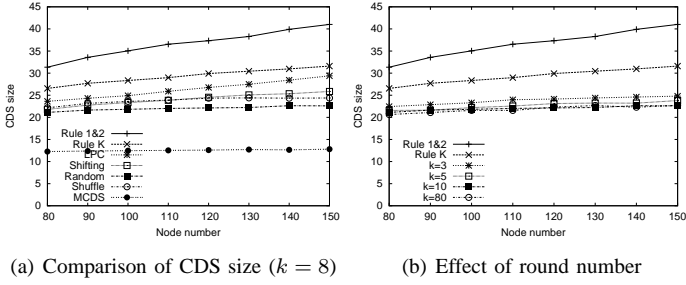 45
40
35
30
25
20
15
10
5
0
CDS size
Rule 1&2
Rule K
LPC
Shifting
Random
Shuffle
MCDS
80 90 100 110 120 130 140 150
Node number
(a) Comparison of CDS size (k = 8)
45
40
35
30
25
20
15
10
5
0
CDS size
Rule 1&2
Rule K
k=3
k=5
k=10
k=80
80 90 100 110 120 130 140 150
Node number
(b) Effect of round number